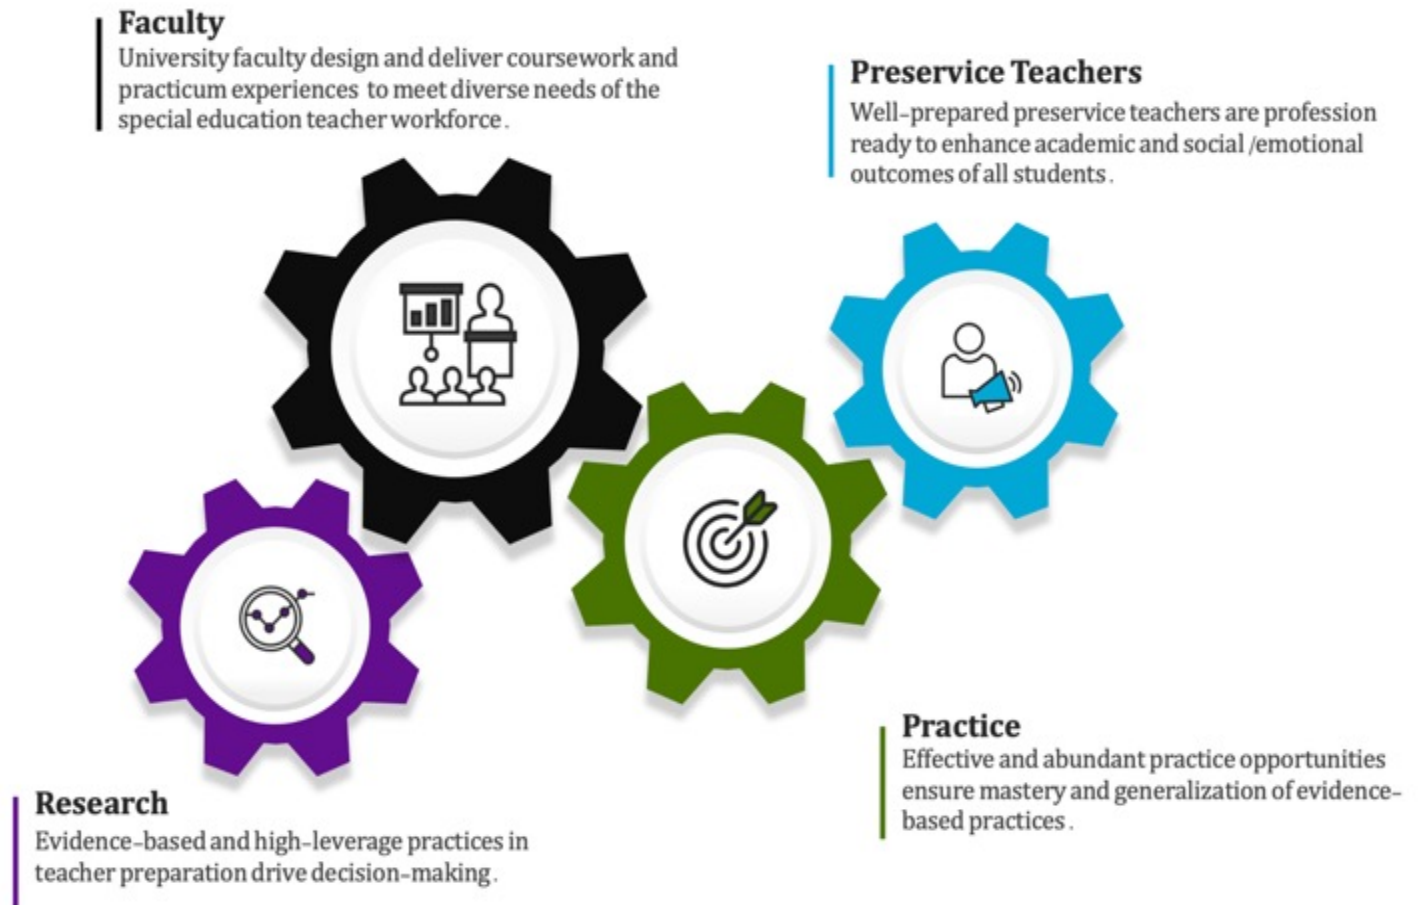 Faculty
University faculty design and deliver coursework and
practicum experiences to meet diverse needs of the
special education teacher workforce.
Preservice Teachers
Well-prepared preservice teachers are profession
ready to enhance academic and social /emotional
outcomes of all students.
Practice
Effective and abundant practice opportunities
ensure mastery and generalization of evidence-
based practices.
Research
Evidence-based and high-leverage practices in
teacher preparation drive decision-making.